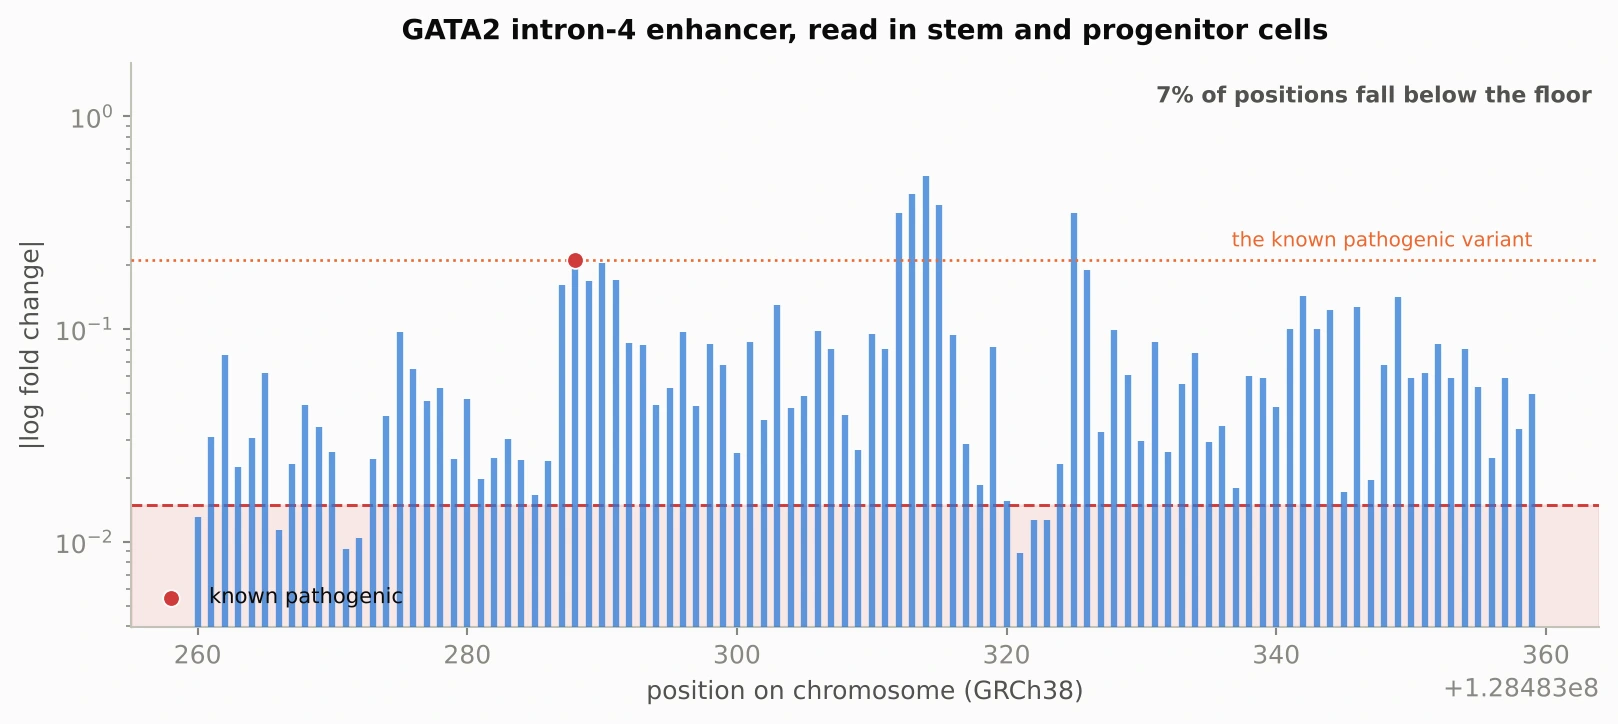 GATA2 intron-4 enhancer, read in stem and progenitor cells
7% of positions fall below the floor
the known pathogenic variant
|log fold change|
10⁰
10⁻¹
10⁻²
known pathogenic
260 280 300 320 340 360
position on chromosome (GRCh38)
+1.28483e8